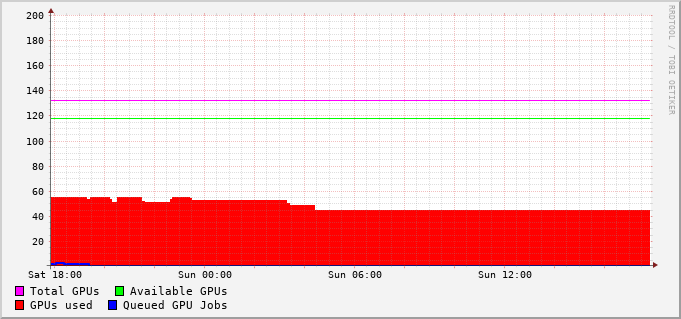 200
180
160
140
120
100
80
60
40
20
Sat 18:00 Sun 00:00 Sun 06:00 Sun 12:00
Total GPUs Available GPUs
GPUs used Queued GPU Jobs
RRDTOOL / TOBI OETIKER